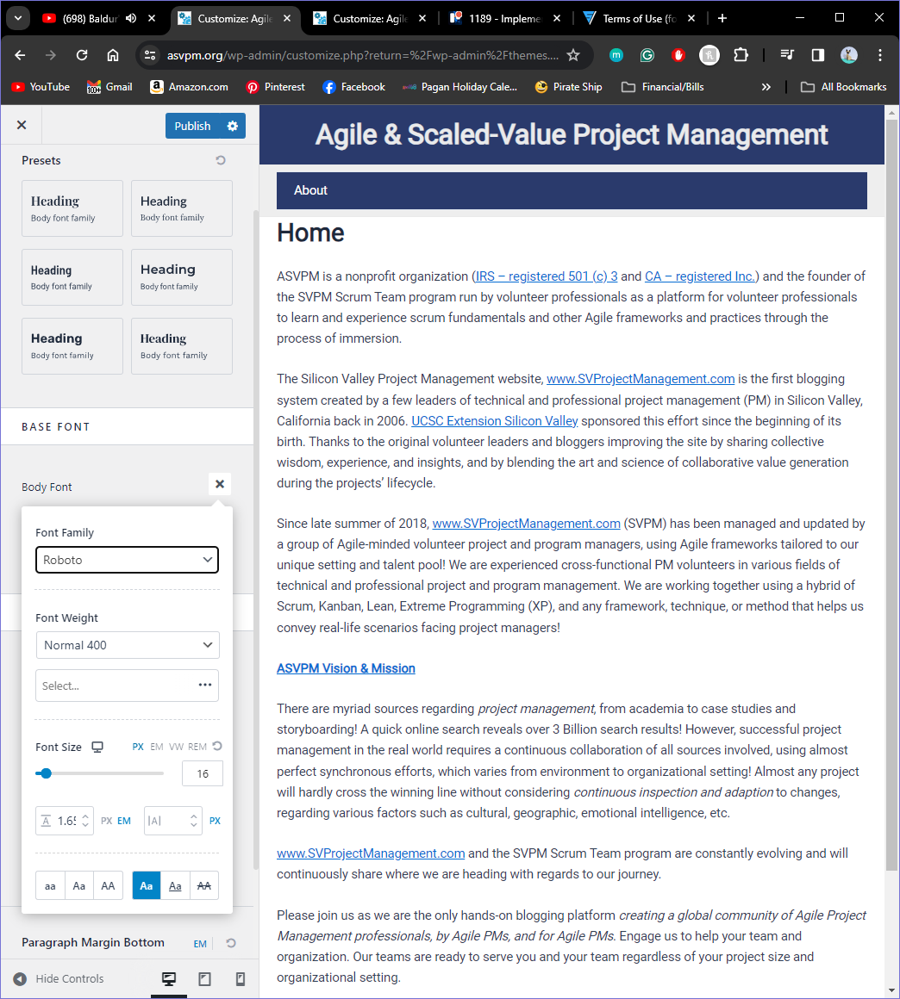 (698) Baldur
Customize: Agile
Customize: Agile
1189 - Impleme
Terms of Use (fo
asvpm.org/wp-admin/customize.php?return=%2Fwp-admin%2Fthemes....
YouTube
Gmail
Amazon.com
Pinterest
Facebook
Pagan Holiday Cale...
Pirate Ship
Financial/Bills
All Bookmarks
Publish
Presets
Heading
Body font family
Heading
Body font family
Heading
Body font family
Heading
Body font family
Heading
Body font family
Heading
Body font family
BASE FONT
Body Font
Font Family
Roboto
Font Weight
Normal 400
Select...
Font Size
PX EM VW REM
16
1.65
PX EM
|A|
PX
aa Aa AA Aa Aa AA
Paragraph Margin Bottom
EM
Hide Controls
Agile & Scaled-Value Project Management
About
Home
ASVPM is a nonprofit organization (IRS – registered 501 (c) 3 and CA – registered Inc.) and the founder of
the SVPM Scrum Team program run by volunteer professionals as a platform for volunteer professionals
to learn and experience scrum fundamentals and other Agile frameworks and practices through the
process of immersion.
The Silicon Valley Project Management website, www.SVProjectManagement.com is the first blogging
system created by a few leaders of technical and professional project management (PM) in Silicon Valley,
California back in 2006. UCSC Extension Silicon Valley sponsored this effort since the beginning of its
birth. Thanks to the original volunteer leaders and bloggers improving the site by sharing collective
wisdom, experience, and insights, and by blending the art and science of collaborative value generation
during the projects’ lifecycle.
Since late summer of 2018, www.SVProjectManagement.com (SVPM) has been managed and updated by
a group of Agile-minded volunteer project and program managers, using Agile frameworks tailored to our
unique setting and talent pool! We are experienced cross-functional PM volunteers in various fields of
technical and professional project and program management. We are working together using a hybrid of
Scrum, Kanban, Lean, Extreme Programming (XP), and any framework, technique, or method that helps us
convey real-life scenarios facing project managers!
ASVPM Vision & Mission
There are myriad sources regarding project management, from academia to case studies and
storyboarding! A quick online search reveals over 3 Billion search results! However, successful project
management in the real world requires a continuous collaboration of all sources involved, using almost
perfect synchronous efforts, which varies from environment to organizational setting! Almost any project
will hardly cross the winning line without considering continuous inspection and adaption to changes,
regarding various factors such as cultural, geographic, emotional intelligence, etc.
www.SVProjectManagement.com and the SVPM Scrum Team program are constantly evolving and will
continuously share where we are heading with regards to our journey.
Please join us as we are the only hands-on blogging platform creating a global community of Agile Project
Management professionals, by Agile PMs, and for Agile PMs. Engage us to help your team and
organization. Our teams are ready to serve you and your team regardless of your project size and
organizational setting.